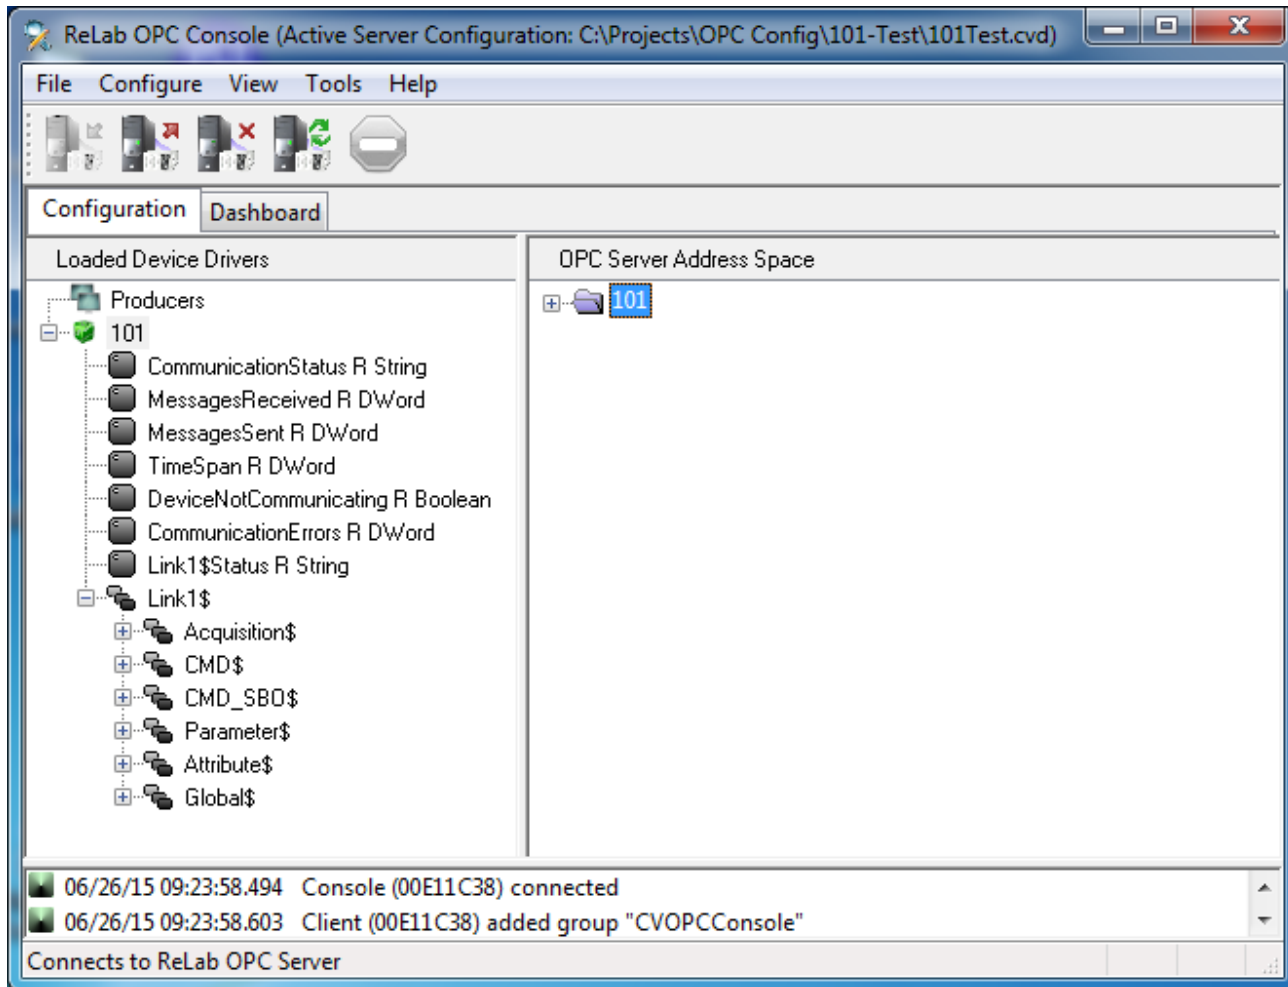 ReLab OPC Console (Active Server Configuration: C:\Projects\OPC Config\101-Test\101Test.cvd)
File Configure View Tools Help
Configuration Dashboard
Loaded Device Drivers
Producers
101
CommunicationStatus R String
MessagesReceived R DWord
MessagesSent R DWord
TimeSpan R DWord
DeviceNotCommunicating R Boolean
CommunicationErrors R DWord
Link1$Status R String
Link1$
Acquisition$
CMD$
CMD_SBO$
Parameter$
Attribute$
Global$
OPC Server Address Space
101
06/26/15 09:23:58.494 Console (00E11C38) connected
06/26/15 09:23:58.603 Client (00E11C38) added group "CVOPCConsole"
Connects to ReLab OPC Server